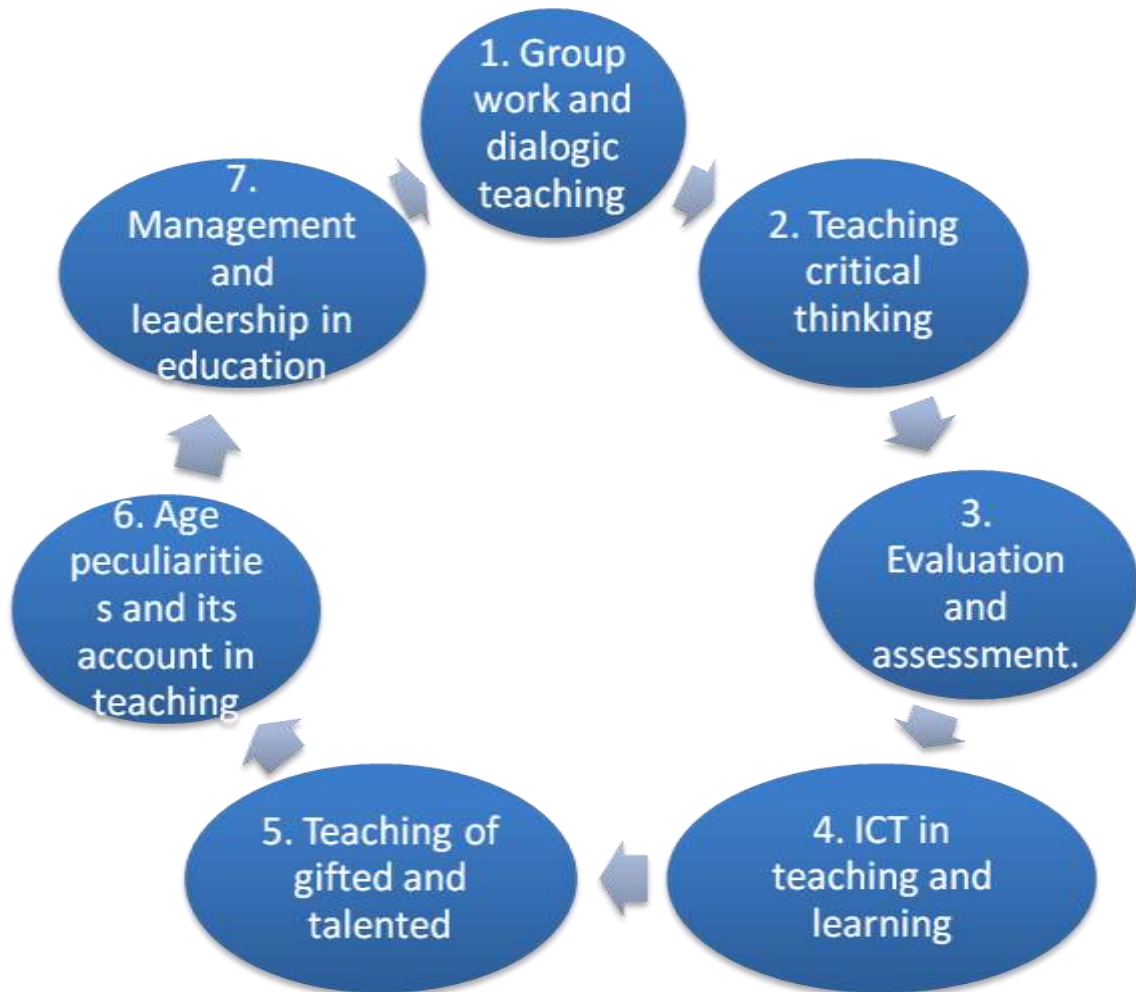 1. Group
work and
dialogic
teaching
2. Teaching
critical
thinking
3.
Evaluation
and
assessment.
4. ICT in
teaching and
learning
5. Teaching of
gifted and
talented
6. Age
peculiaritie
s and its
account in
teaching
7.
Management
and
leadership in
education